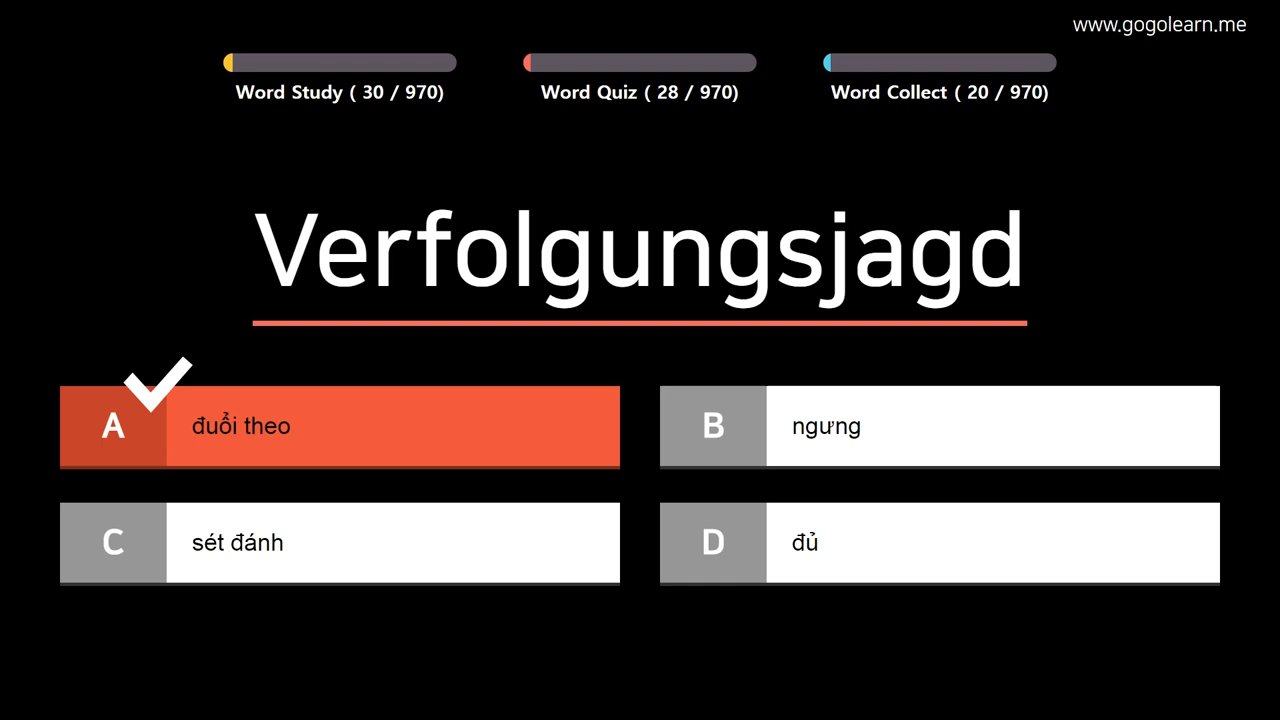 www.gogolearn.me
Word Study ( 30 / 970)
Word Quiz ( 28 / 970)
Word Collect ( 20 / 970)
Verfolgungsjagd
A
đuổi theo
B
ngưng
C
sét đánh
D
đủ